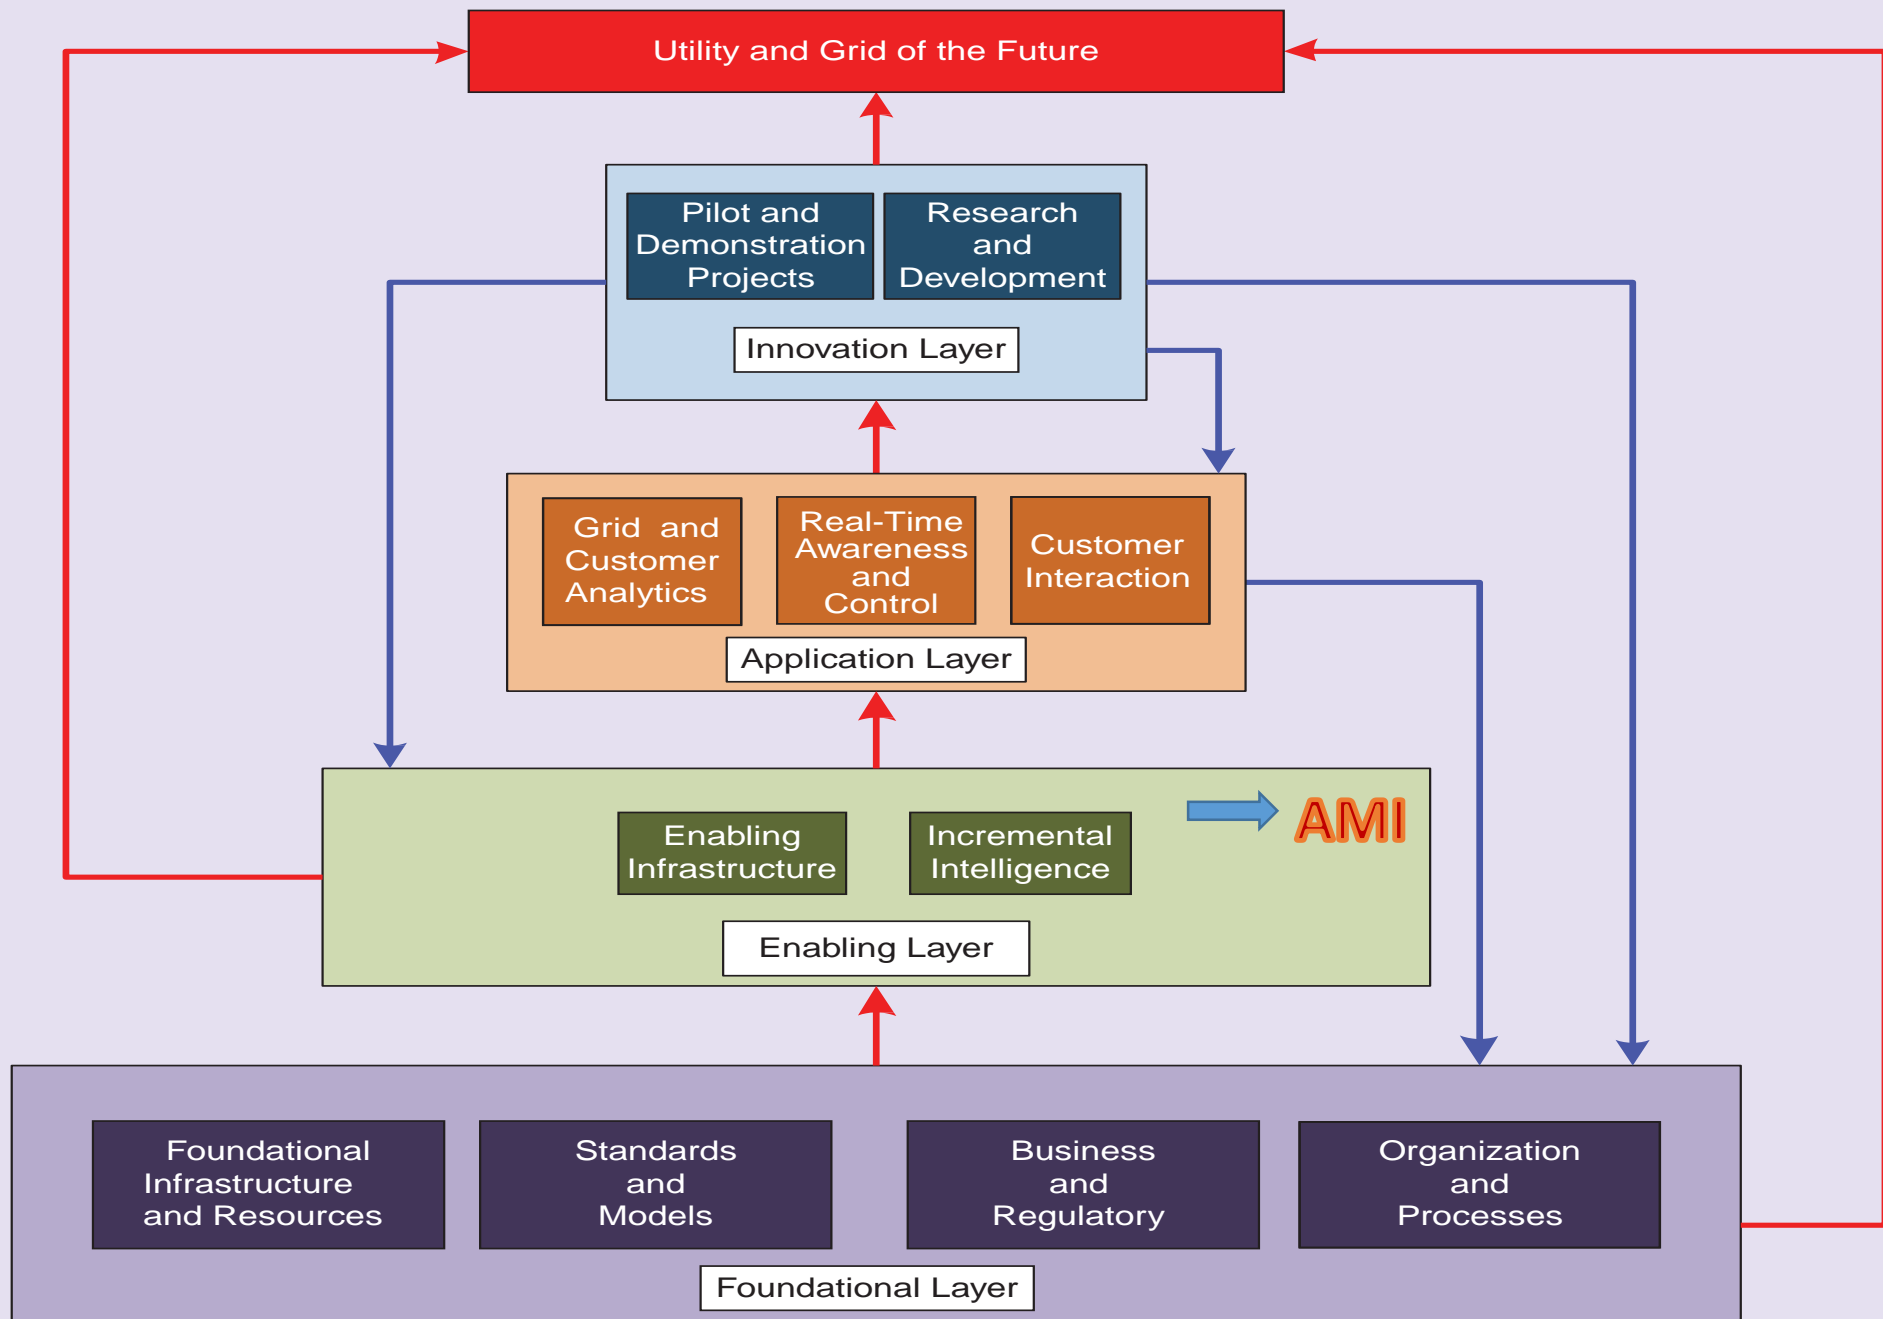 Utility and Grid of the Future
Pilot and
Demonstration
Projects
Research
and
Development
Innovation Layer
Grid and
Customer
Analytics
Real-Time
Awareness
and
Control
Customer
Interaction
Application Layer
Enabling
Infrastructure
Incremental
Intelligence
AMI
Enabling Layer
Foundational
Infrastructure
and Resources
Standards
and
Models
Business
and
Regulatory
Organization
and
Processes
Foundational Layer